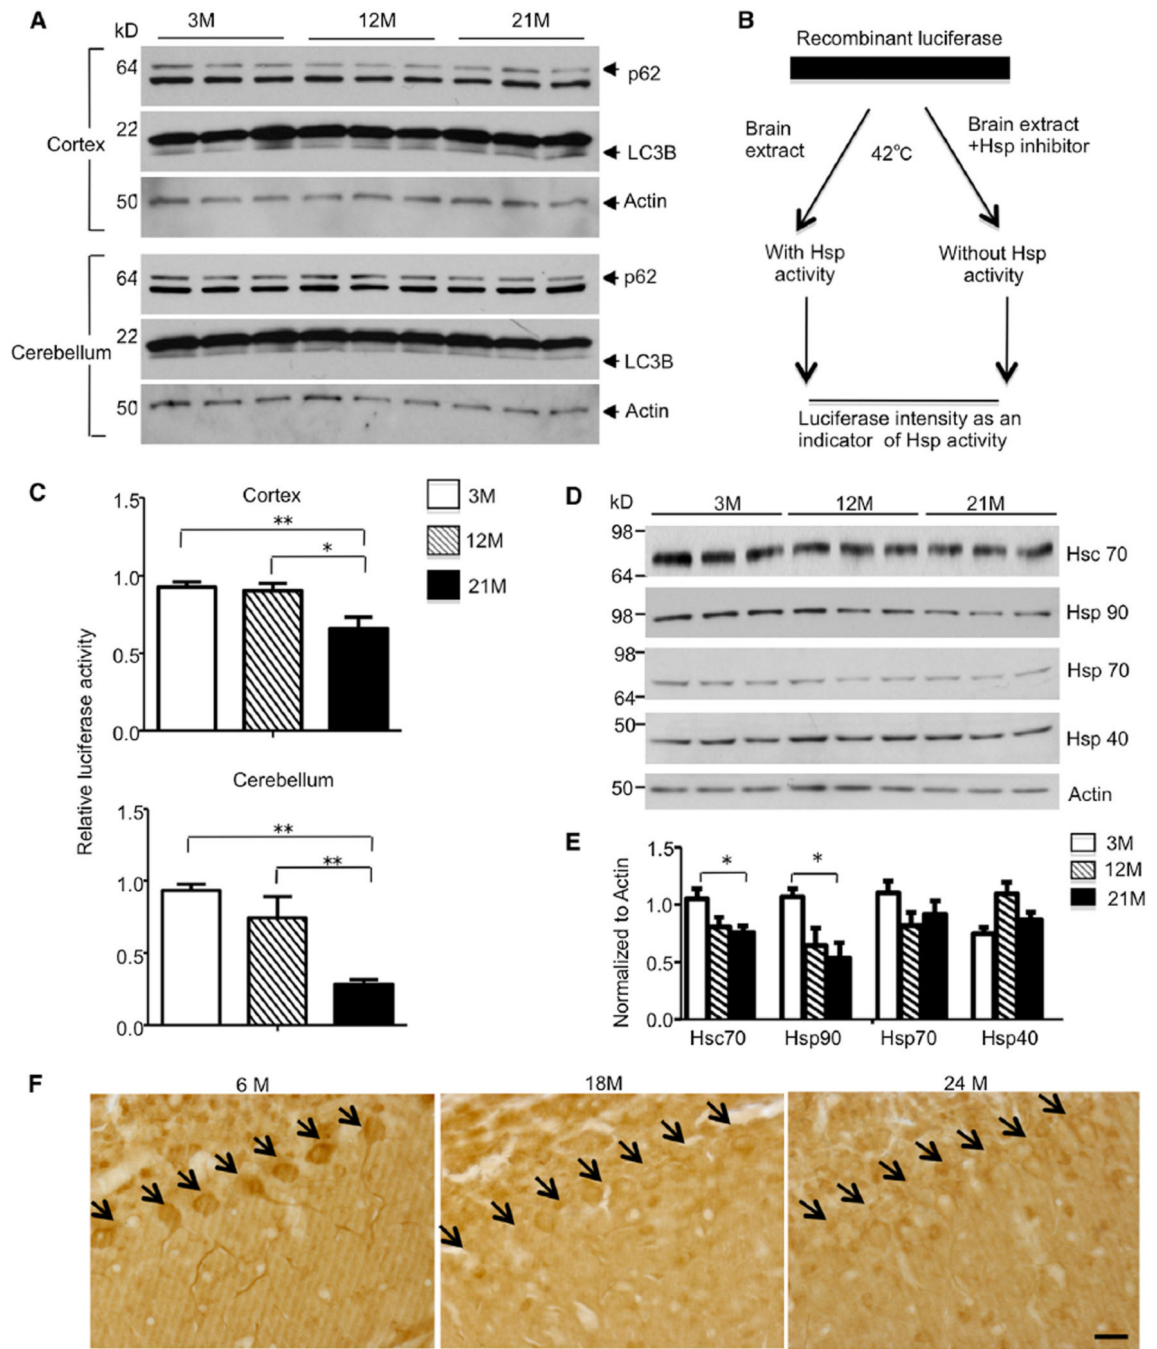 A
3M 12M 21M
kD
64
p62
22
Cortex
LC3B
50
Actin
64
p62
22
Cerebellum
LC3B
50
Actin
B
Recombinant luciferase
Brain
extract
42°C
Brain extract
+Hsp inhibitor
With Hsp
activity
Without Hsp
activity
Luciferase intensity as an
indicator of Hsp activity
C
Relative luciferase activity
Cortex
1.5
1.0
0.5
0.0
**
*
3M
12M
21M
Cerebellum
1.5
1.0
0.5
0.0
**
**
D
kD 3M 12M 21M
98
64
Hsc 70
98
Hsp 90
98
64
Hsp 70
50
Hsp 40
50
Actin
E
Normalized to Actin
1.5
1.0
0.5
0.0
*
*
3M
12M
21M
Hsc70 Hsp90 Hsp70 Hsp40
F
6 M 18M 24 M